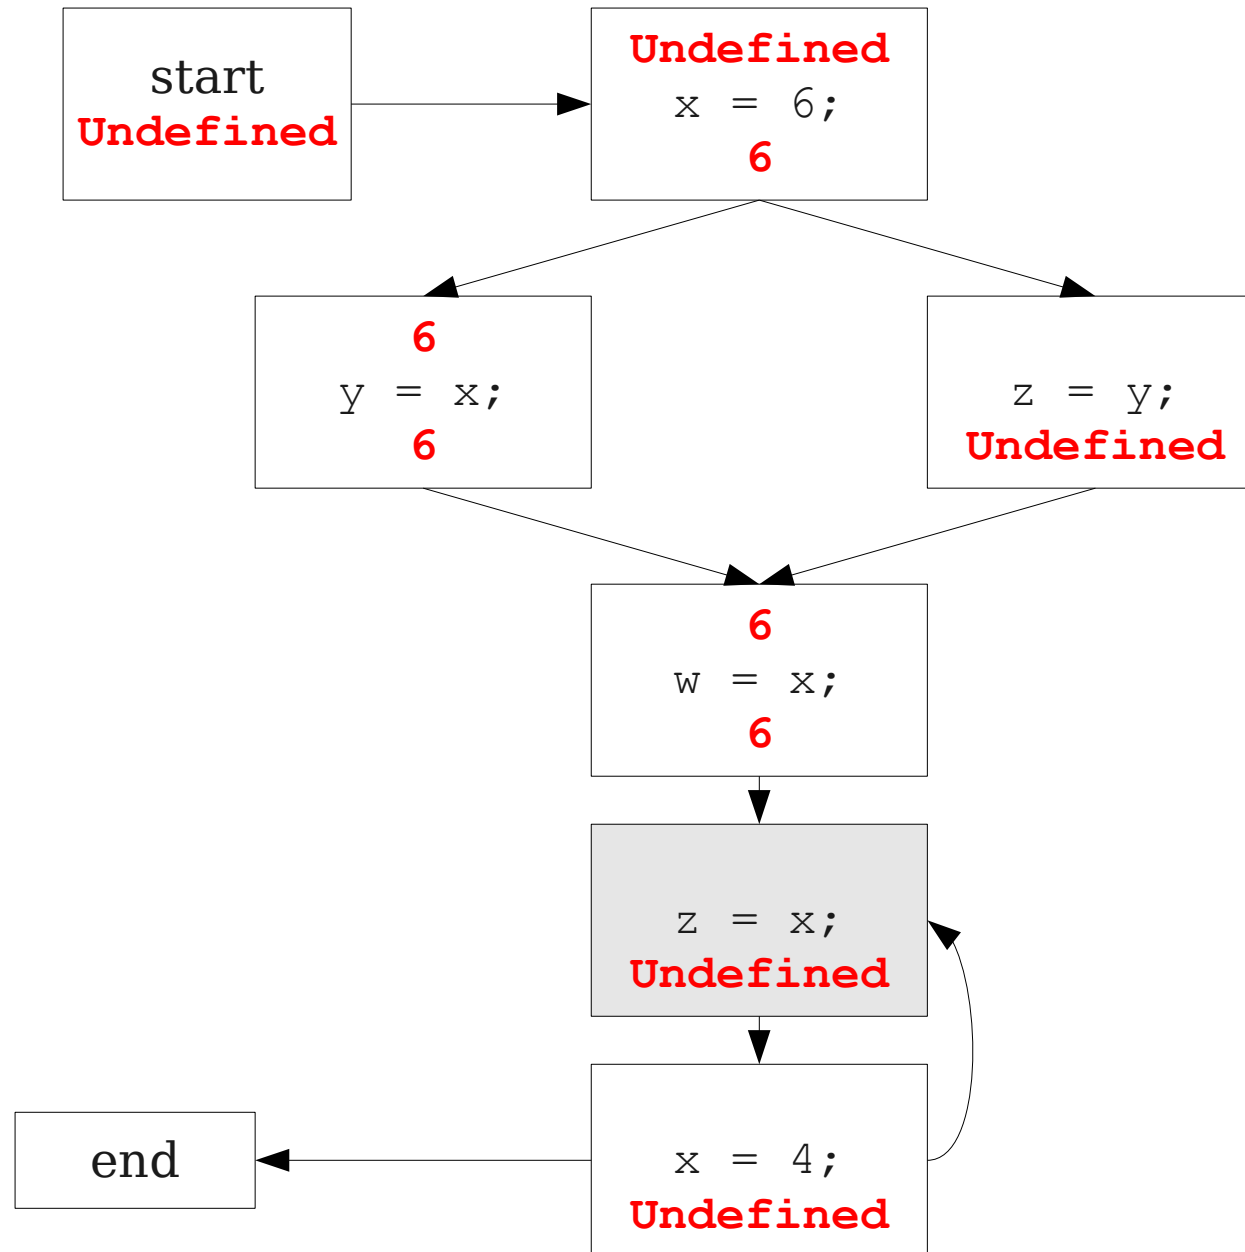 start
Undefined
Undefined
x = 6;
6
6
y = x;
6
z = y;
Undefined
6
w = x;
6
z = x;
Undefined
end
x = 4;
Undefined